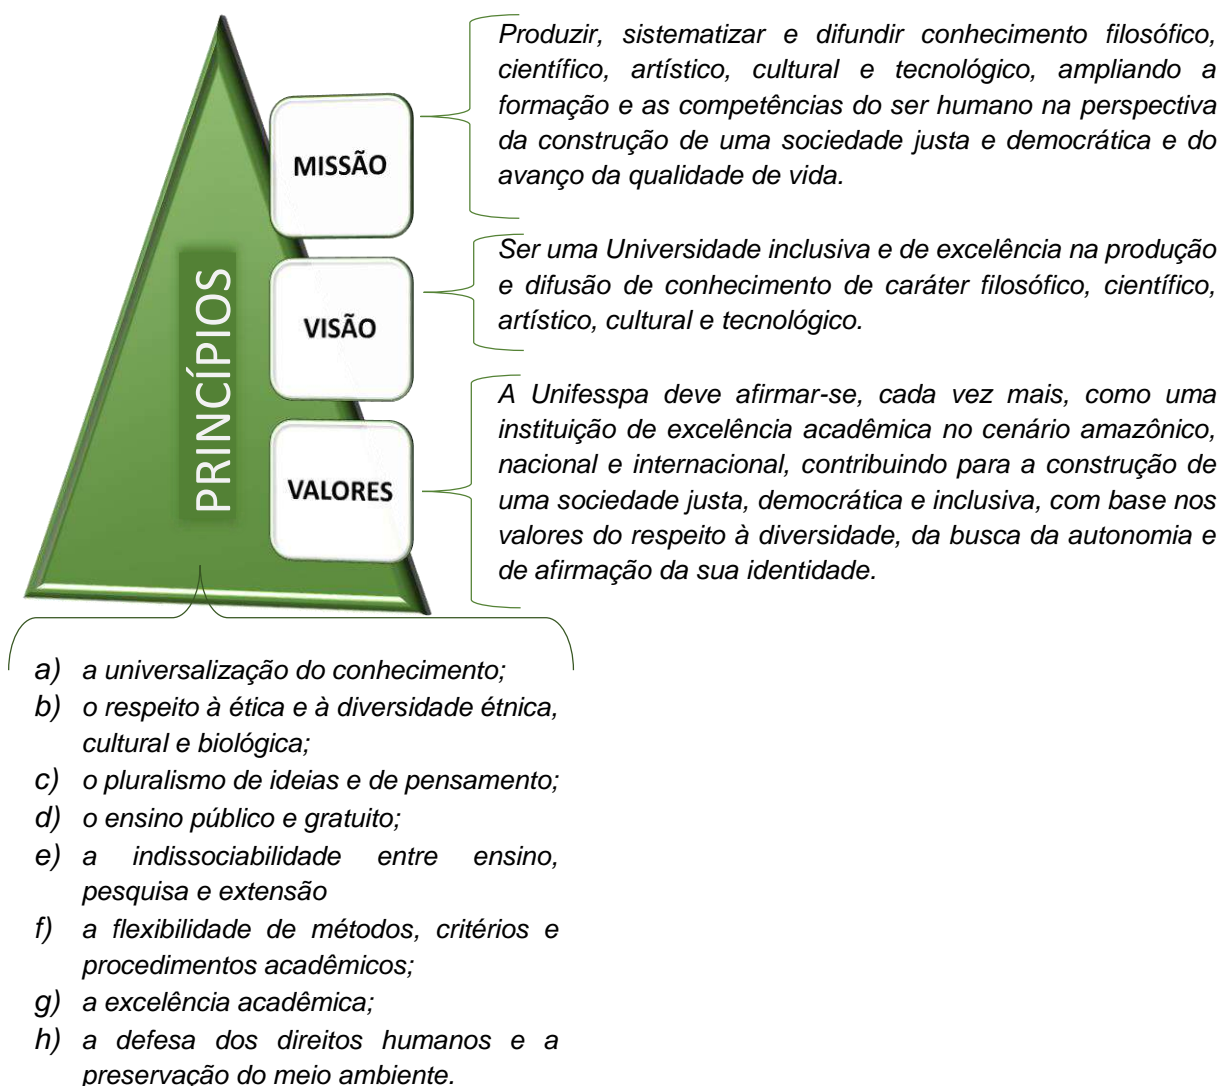 MISSÃO
Produzir, sistematizar e difundir conhecimento filosófico,
científico, artístico, cultural e tecnológico, ampliando a
formação e as competências do ser humano na perspectiva
da construção de uma sociedade justa e democrática e do
avanço da qualidade de vida.
VISÃO
Ser uma Universidade inclusiva e de excelência na produção
e difusão de conhecimento de caráter filosófico, científico,
artístico, cultural e tecnológico.
VALORES
A Unifesspa deve afirmar-se, cada vez mais, como uma
instituição de excelência acadêmica no cenário amazônico,
nacional e internacional, contribuindo para a construção de
uma sociedade justa, democrática e inclusiva, com base nos
valores do respeito à diversidade, da busca da autonomia e
de afirmação da sua identidade.
PRINCÍPIOS
a) a universalização do conhecimento;
b) o respeito à ética e à diversidade étnica,
cultural e biológica;
c) o pluralismo de ideias e de pensamento;
d) o ensino público e gratuito;
e) a indissociabilidade entre ensino,
pesquisa e extensão
f) a flexibilidade de métodos, critérios e
procedimentos acadêmicos;
g) a excelência acadêmica;
h) a defesa dos direitos humanos e a
preservação do meio ambiente.